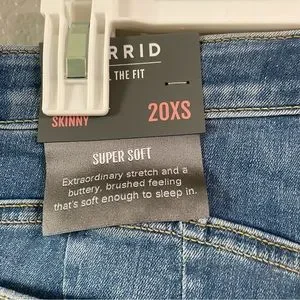 RRID
THE FIT
SKINNY 20XS
SUPER SOFT
Extraordinary stretch and a
buttery, brushed feeling
that's soft enough to sleep in.